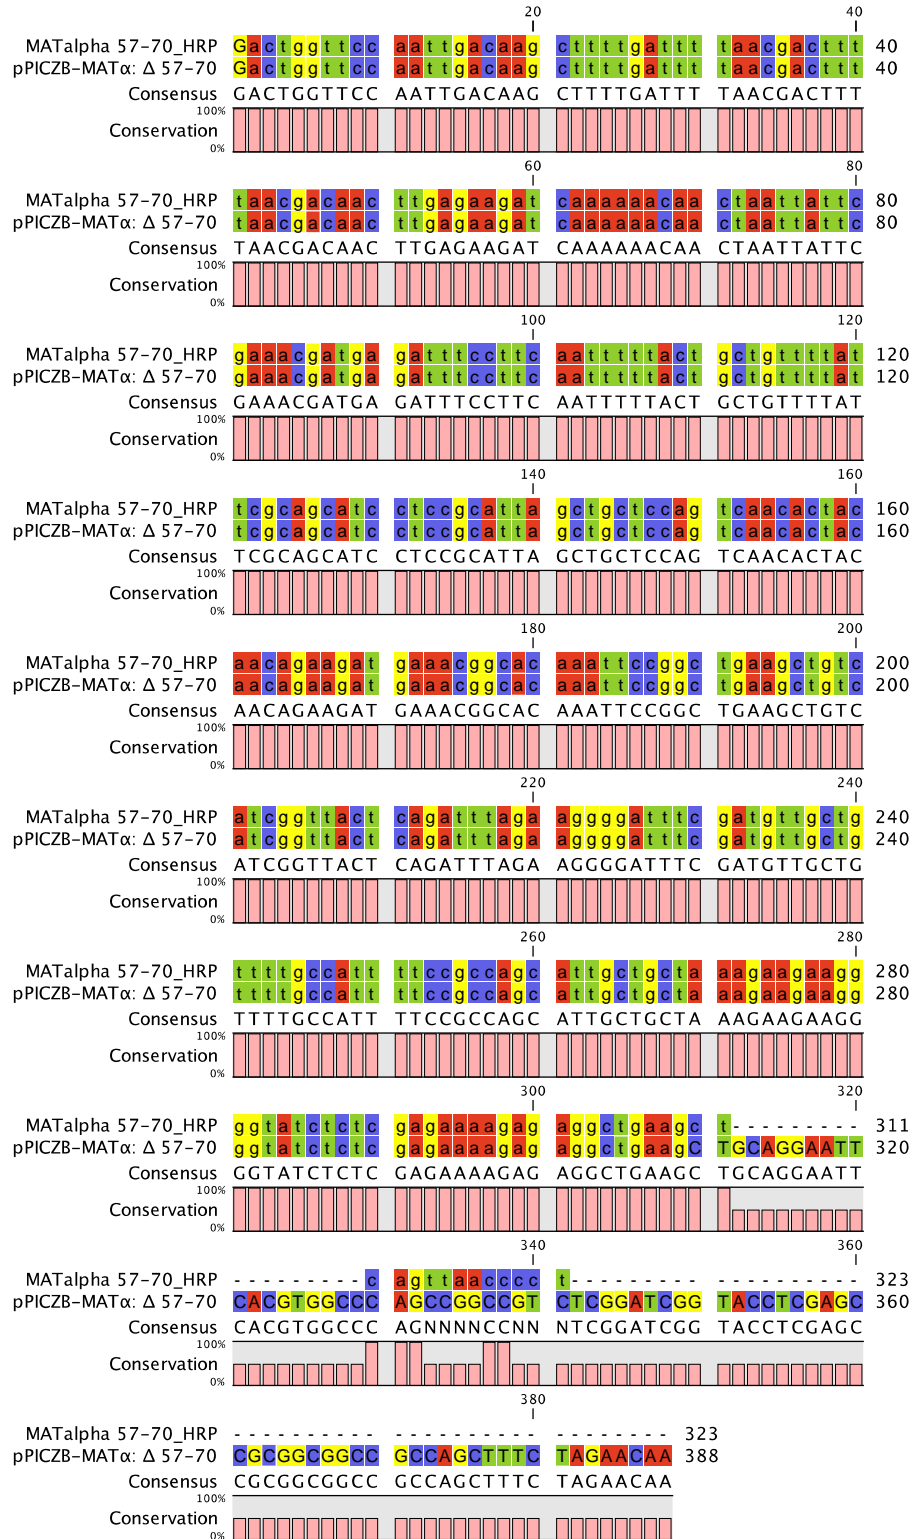 20 40
MATalpha 57-70_HRP Gactggttcc aattgacaag cttttgattt taacgacttt 40
pPICZB-MATα: Δ 57-70 Gactggttcc aattgacaag cttttgattt taacgacttt 40
Consensus GACTGGTTCC AATTGACAAG CTTTTGATTT TAACGACTTT
100%
Conservation
0%
60 80
MATalpha 57-70_HRP taacgacaac ttgagaagat caaaaaacaa ctaattattc 80
pPICZB-MATα: Δ 57-70 taacgacaac ttgagaagat caaaaaacaa ctaattattc 80
Consensus TAACGACAAC TTGAGAAGAT CAAAAAACAA CTAATTATTC
100%
Conservation
0%
100 120
MATalpha 57-70_HRP gaaacgatga gatttccttc aatttttact gctgttttat 120
pPICZB-MATα: Δ 57-70 gaaacgatga gatttccttc aatttttact gctgttttat 120
Consensus GAAACGATGA GATTTCCTTC AATTTTTACT GCTGTTTTAT
100%
Conservation
0%
140 160
MATalpha 57-70_HRP tcgcagcatc ctccgcatta gctgctccag tcaacactac 160
pPICZB-MATα: Δ 57-70 tcgcagcatc ctccgcatta gctgctccag tcaacactac 160
Consensus TCGCAGCATC CTCCGCATTA GCTGCTCCAG TCAACACTAC
100%
Conservation
0%
180 200
MATalpha 57-70_HRP aacagaagat gaaacggcac aaattccggc tgaagctgtc 200
pPICZB-MATα: Δ 57-70 aacagaagat gaaacggcac aaattccggc tgaagctgtc 200
Consensus AACAGAAGAT GAAACGGCAC AAATTCCGGC TGAAGCTGTC
100%
Conservation
0%
220 240
MATalpha 57-70_HRP atcggttact cagatttaga aggggatttc gatgttgctg 240
pPICZB-MATα: Δ 57-70 atcggttact cagatttaga aggggatttc gatgttgctg 240
Consensus ATCGGTTACT CAGATTTAGA AGGGGATTTC GATGTTGCTG
100%
Conservation
0%
260 280
MATalpha 57-70_HRP ttttgccatt ttccgccagc attgctgcta aagaagaagg 280
pPICZB-MATα: Δ 57-70 ttttgccatt ttccgccagc attgctgcta aagaagaagg 280
Consensus TTTTGCCATT TTCCGCCAGC ATTGCTGCTA AAGAAGAAGG
100%
Conservation
0%
300 320
MATalpha 57-70_HRP ggtatctctc gagaaaagag aggctgaagc t--------- 311
pPICZB-MATα: Δ 57-70 ggtatctctc gagaaaagag aggctgaagC TGCAGGAATT 320
Consensus GGTATCTCTC GAGAAAAGAG AGGCTGAAGC TGCAGGAATT
100%
Conservation
0%
340 360
MATalpha 57-70_HRP ---------c agttaacccc t--------- ---------- 323
pPICZB-MATα: Δ 57-70 CACGTGGCCC AGCCGGCCGT CTCGGATCGG TACCTCGAGC 360
Consensus CACGTGGCCC AGNNNNCCNN NTCGGATCGG TACCTCGAGC
100%
Conservation
0%
380
MATalpha 57-70_HRP ---------- ---------- -------- 323
pPICZB-MATα: Δ 57-70 CGCGGCGGCC GCCAGCTTTC TAGAACAA 388
Consensus CGCGGCGGCC GCCAGCTTTC TAGAACAA
100%
Conservation
0%